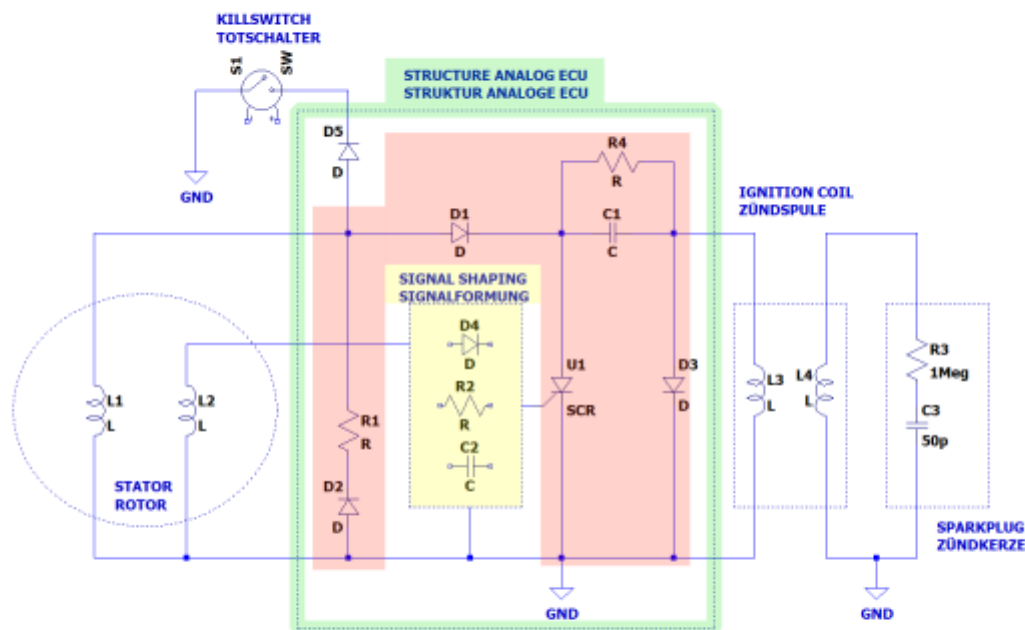 KILLSWITCH
TOTSCHALTER
S1
SW
STRUCTURE ANALOG ECU
STRUKTUR ANALOGE ECU
D5
D
GND
R4
R
IGNITION COIL
ZÜNDSPULE
D1
D
C1
C
SIGNAL SHAPING
SIGNALFORMUNG
D4
D
R2
R
C2
C
U1
SCR
D3
D
L3
L
L4
L
R3
1Meg
C3
50p
L1
L
L2
L
R1
R
D2
D
STATOR
ROTOR
SPARKPLUG
ZÜNDKERZE
GND
GND